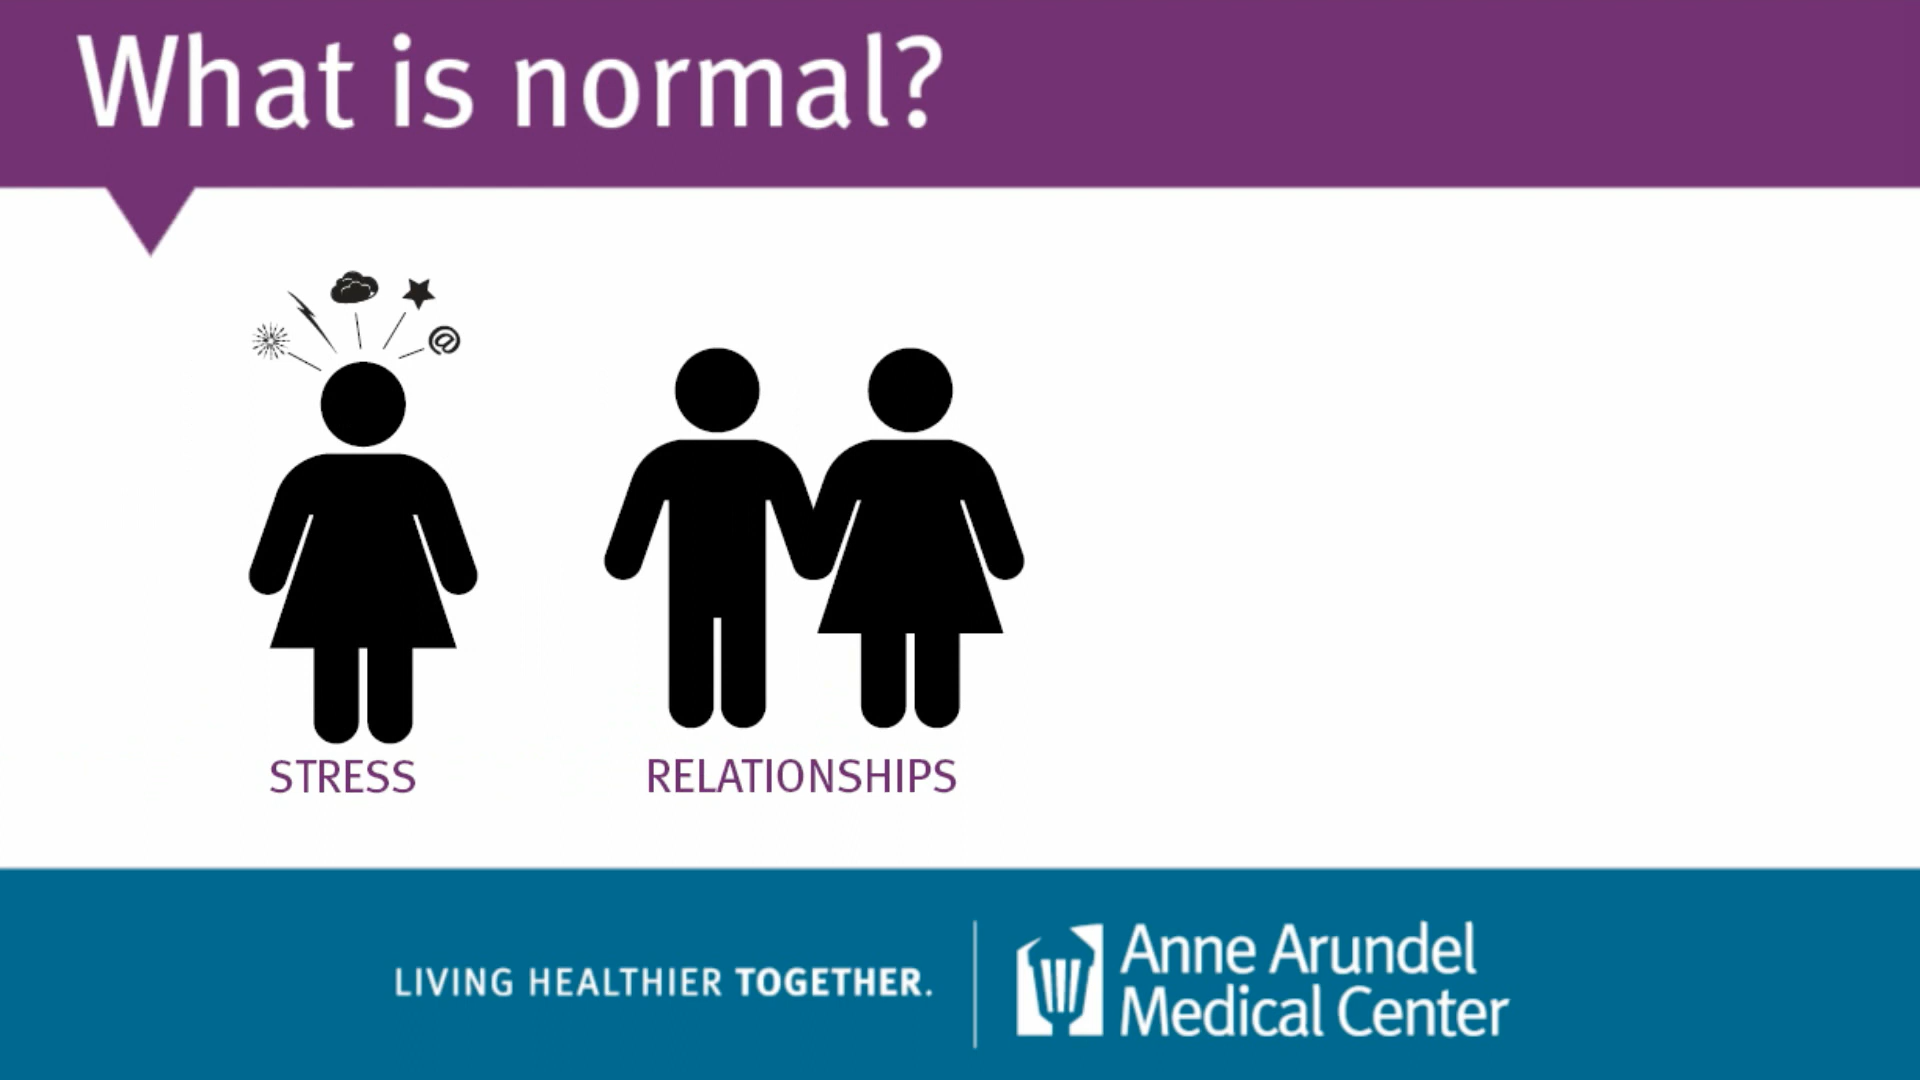 What is normal?
@
STRESS
RELATIONSHIPS
LIVING HEALTHIER TOGETHER.
Anne Arundel
Medical Center